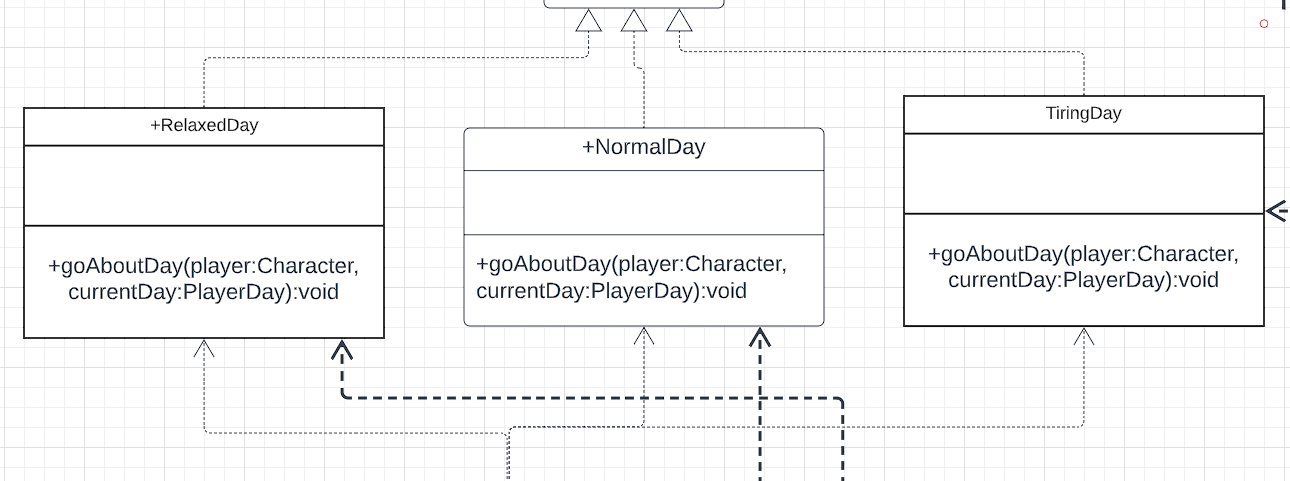 +RelaxedDay
+goAboutDay(player:Character,
currentDay:PlayerDay):void
+NormalDay
+goAboutDay(player:Character,
currentDay:PlayerDay):void
TiringDay
+goAboutDay(player:Character,
currentDay:PlayerDay):void